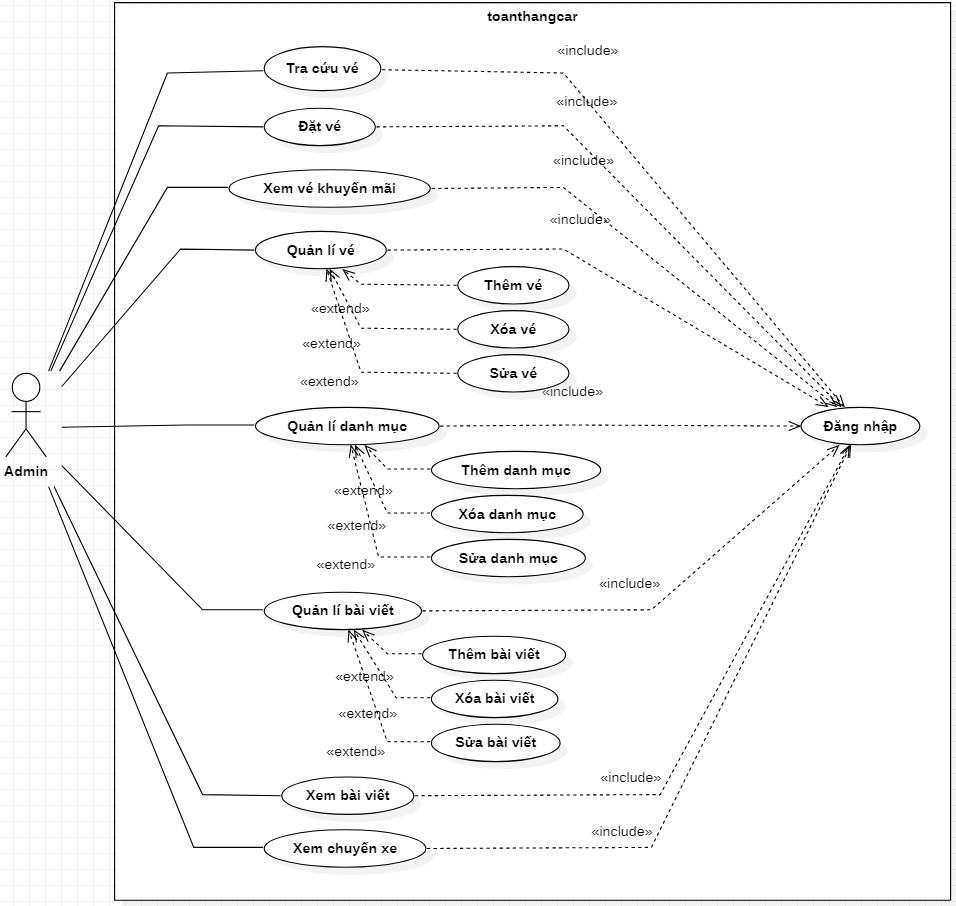 toanthangcar
«include»
Tra cứu vé
«include»
Đặt vé
«include»
Xem vé khuyến mãi
«include»
Quản lí vé
Thêm vé
«extend»
Xóa vé
«extend»
Sửa vé
«extend»
«include»
Quản lí danh mục
Đăng nhập
Admin
Thêm danh mục
«extend»
Xóa danh mục
«extend»
Sửa danh mục
«extend»
«include»
Quản lí bài viết
Thêm bài viết
«extend»
Xóa bài viết
«extend»
Sửa bài viết
«extend»
«include»
Xem bài viết
«include»
Xem chuyến xe